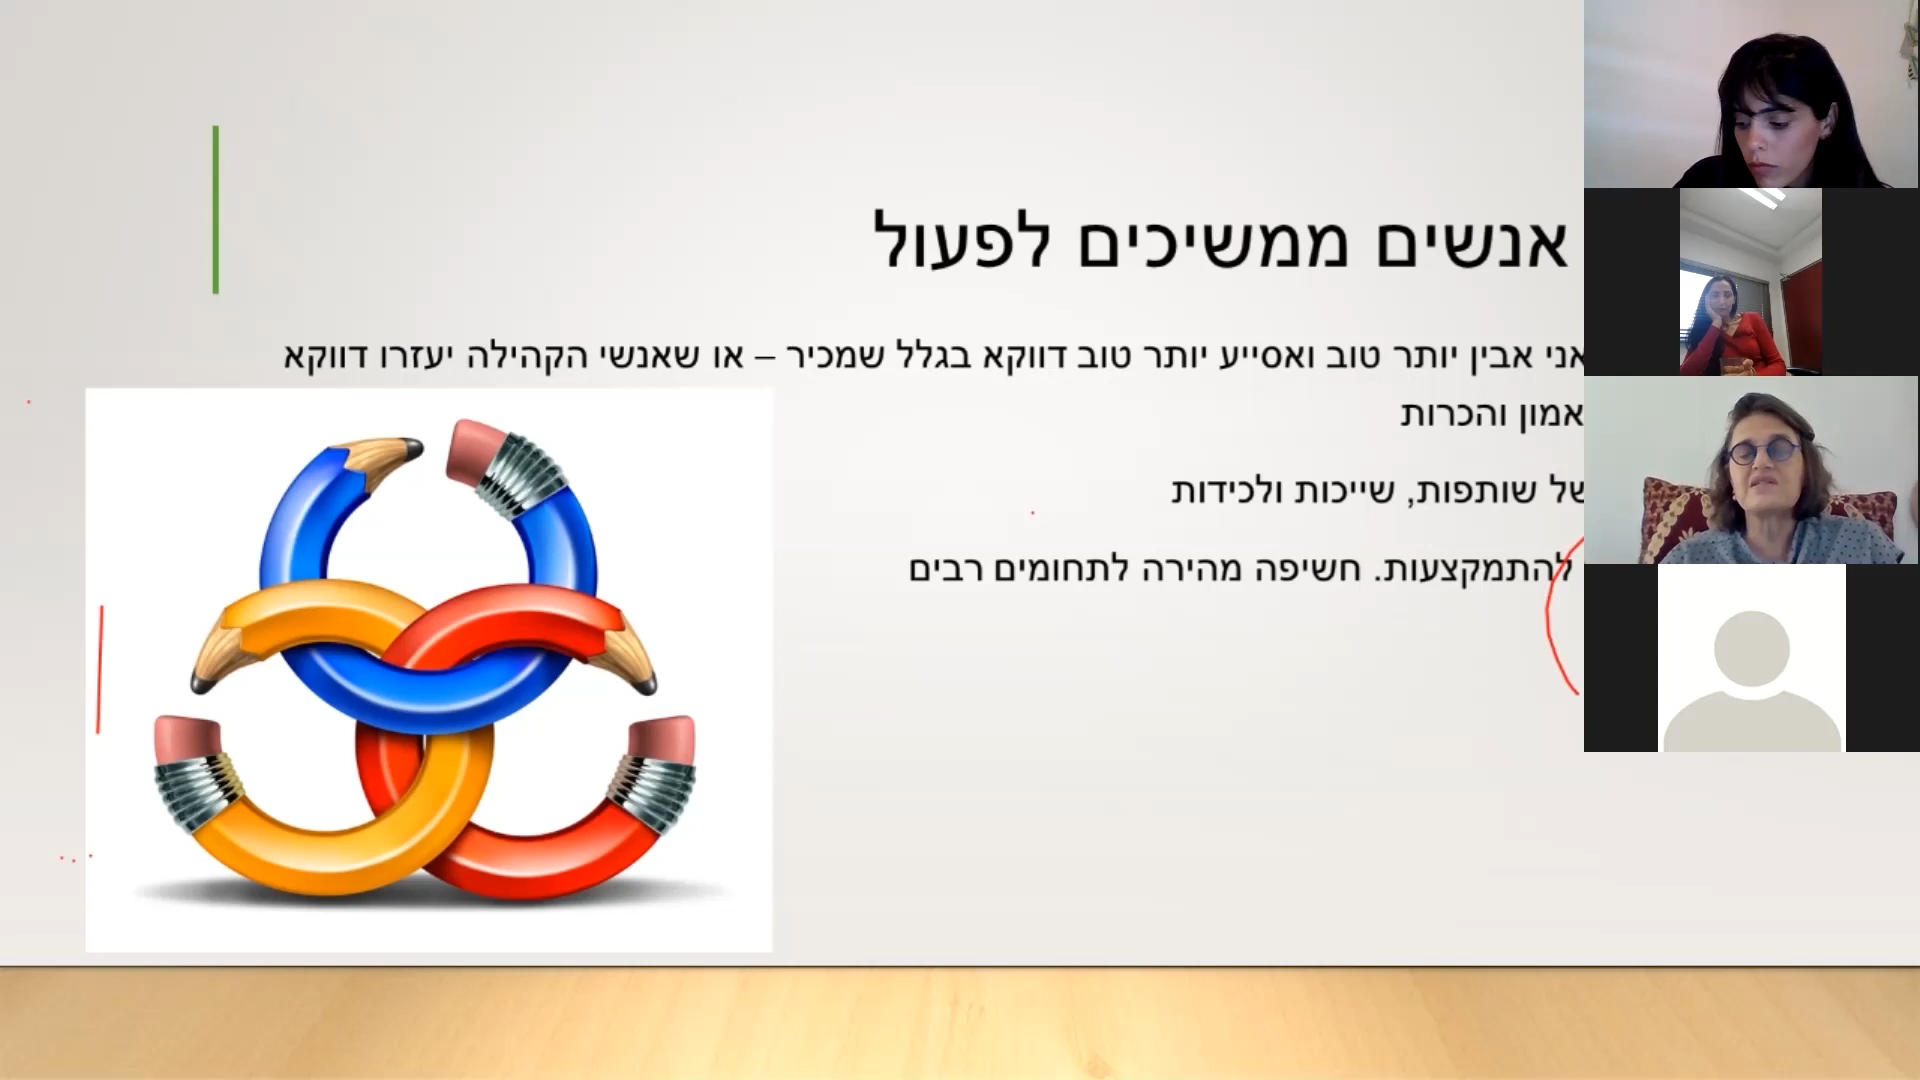 אנשים ממשיכים לפעול
אני אבין יותר טוב ואסייע יותר טוב דווקא בגלל שמכיר – או שאנשי הקהילה יעזרו דווקא
אמון והכרות
של שותפות, שייכות ולכידות
להתמקצעות. חשיפה מהירה לתחומים רבים